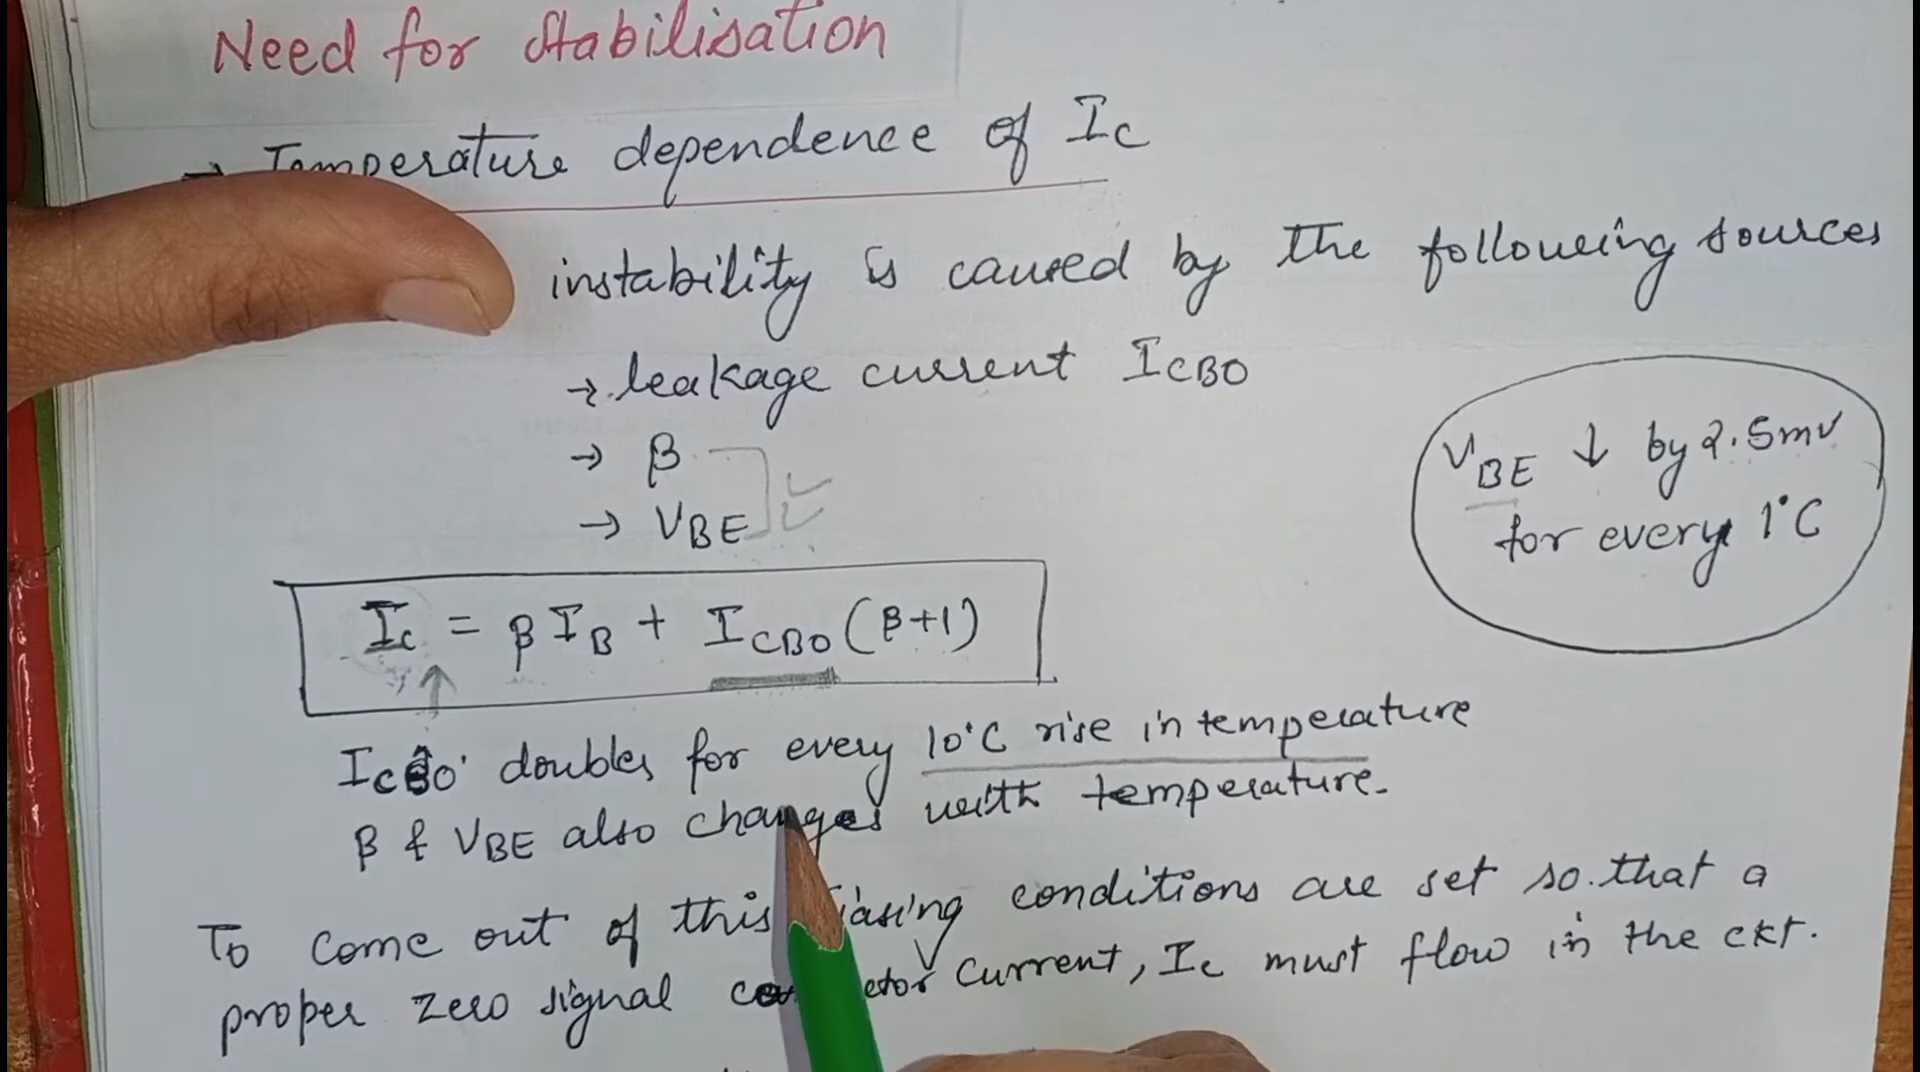 Need for Stabilisation
→ Temperature dependence of Ic
instability is caused by the following sources
→ leakage current ICBO
→ β
→ VBE
VBE ↓ by 2.5mv
for every 1°C
Ic = β IB + ICBO (β+1)
ICBO doubles for every 10°C rise in temperature
β & VBE also changes with temperature.
To come out of this conditions are set so that a
proper zero signal current, Ic must flow in the ckt.